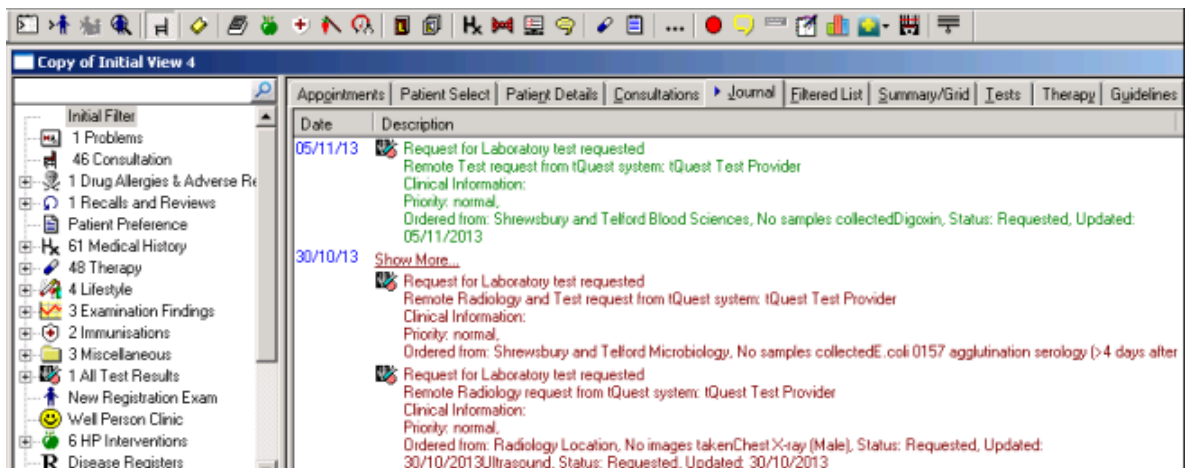 Copy of Initial View 4
Appointments Patient Select Patient Details Consultations Journal Filtered List Summary/Grid Tests Therapy Guidelines
Initial Filter
1 Problems
46 Consultation
1 Drug Allergies & Adverse Re
1 Recalls and Reviews
Patient Preference
61 Medical History
48 Therapy
4 Lifestyle
3 Examination Findings
2 Immunisations
3 Miscellaneous
1 All Test Results
New Registration Exam
Well Person Clinic
6 HP Interventions
Disease Registers
Date Description
05/11/13 Request for Laboratory test requested
Remote Test request from tQuest system: tQuest Test Provider
Clinical Information:
Priority: normal,
Ordered from: Shrewsbury and Telford Blood Sciences, No samples collectedDigoxin, Status: Requested, Updated:
05/11/2013
30/10/13 Show More...
Request for Laboratory test requested
Remote Radiology and Test request from tQuest system: tQuest Test Provider
Clinical Information:
Priority: normal,
Ordered from: Shrewsbury and Telford Microbiology, No samples collectedE.coli 0157 agglutination serology (>4 days after
Request for Laboratory test requested
Remote Radiology request from tQuest system: tQuest Test Provider
Clinical Information:
Priority: normal,
Ordered from: Radiology Location, No images takenChest X-ray (Male), Status: Requested, Updated:
30/10/2013Ultrasound, Status: Requested, Updated: 30/10/2013